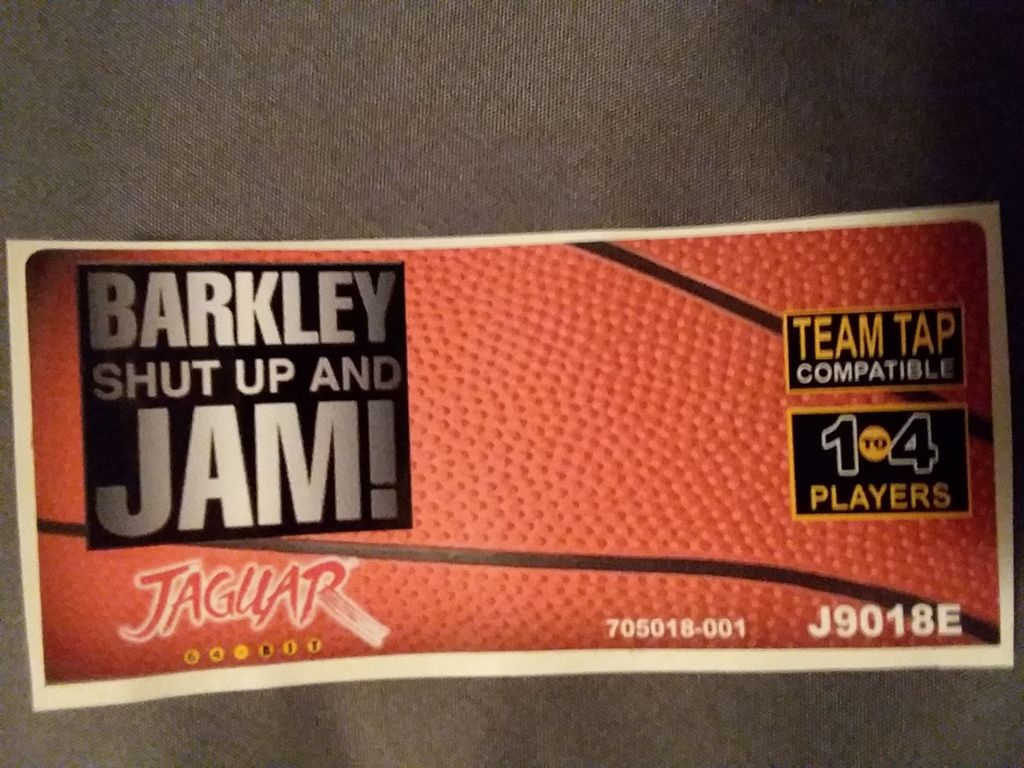 BARKLEY
SHUT UP AND
JAM!
TEAM TAP
COMPATIBLE
1 TO 4
PLAYERS
JAGUAR
64-BIT
705018-001
J9018E